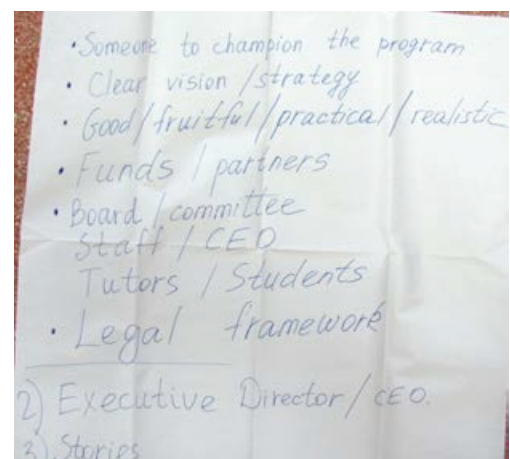 • Someone to champion the program
• Clear vision / strategy
• Good / fruitful / practical / realistic
• Funds / partners
• Board / committee
Staff / CEO
Tutors / Students
• Legal framework
2) Executive Director / CEO.
3) Stories